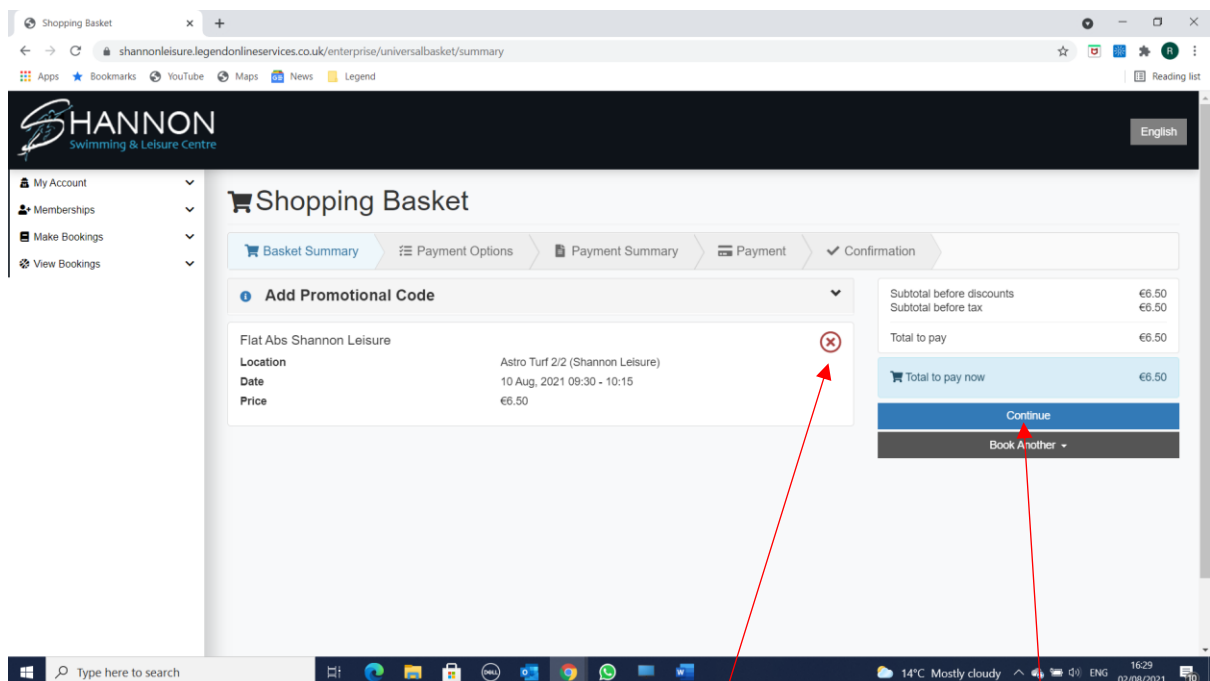 Shopping Basket
shannonleisure.legendonlineservices.co.uk/enterprise/universalbasket/summary
R
Apps Bookmarks YouTube Maps News Legend Reading list
SHANNON
Swimming & Leisure Centre
English
My Account
Memberships
Make Bookings
View Bookings
Shopping Basket
Basket Summary Payment Options Payment Summary Payment Confirmation
Add Promotional Code
Flat Abs Shannon Leisure
Location Astro Turf 2/2 (Shannon Leisure)
Date 10 Aug, 2021 09:30 - 10:15
Price €6.50
Subtotal before discounts €6.50
Subtotal before tax €6.50
Total to pay €6.50
Total to pay now €6.50
Continue
Book Another
Type here to search
DELL
14°C Mostly cloudy ENG
16:29
02/08/2021